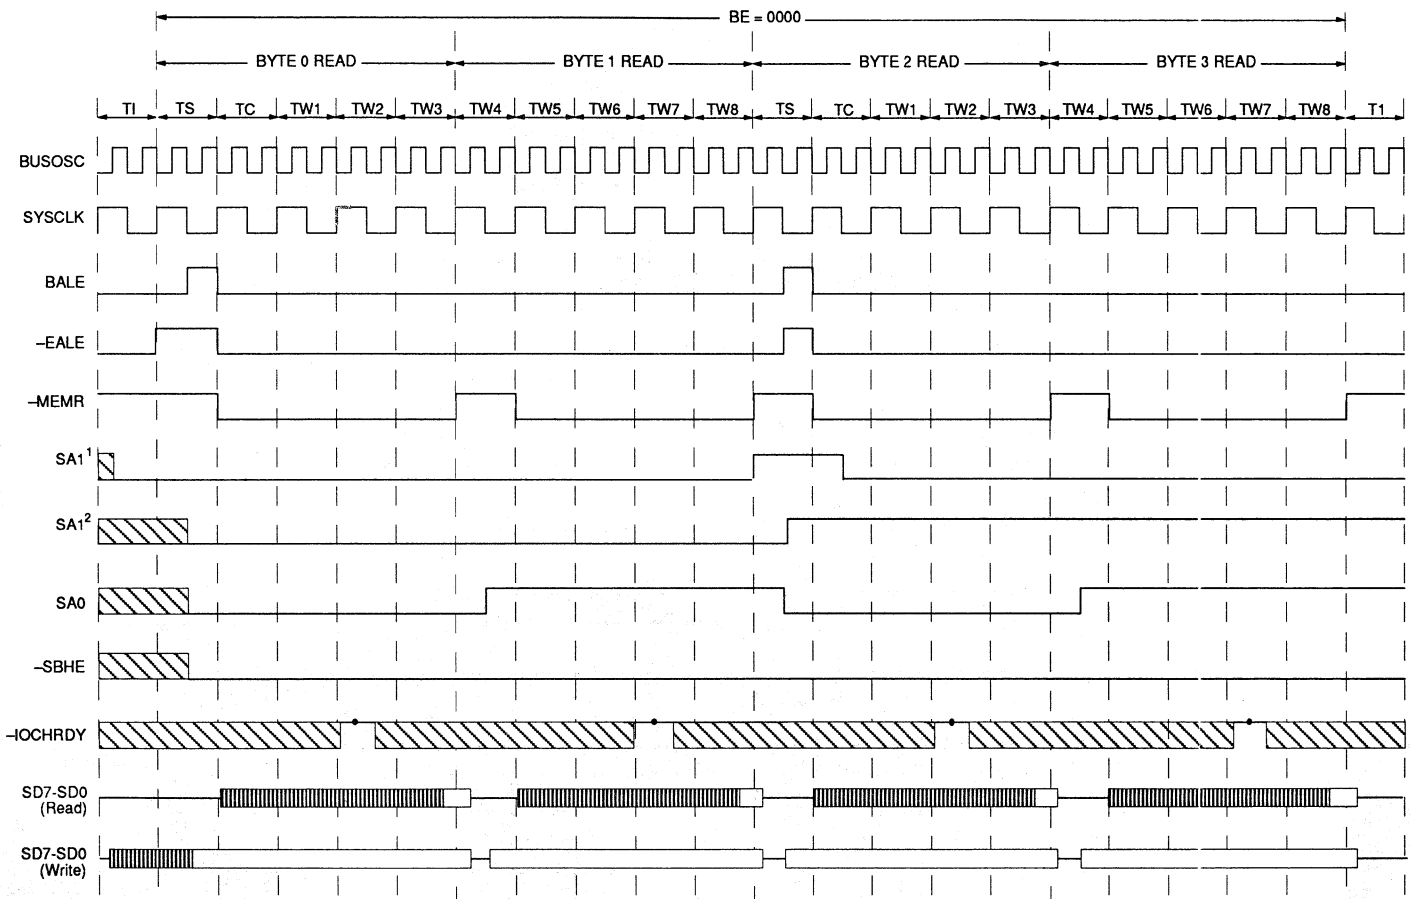 BE = 0000
BYTE 0 READ BYTE 1 READ BYTE 2 READ BYTE 3 READ
TI TS TC TW1 TW2 TW3 TW4 TW5 TW6 TW7 TW8 TS TC TW1 TW2 TW3 TW4 TW5 TW6 TW7 TW8 T1
BUSOSC
SYSCLK
BALE
–EALE
–MEMR
SA1¹
SA1²
SA0
–SBHE
–IOCHRDY
SD7-SD0
(Read)
SD7-SD0
(Write)